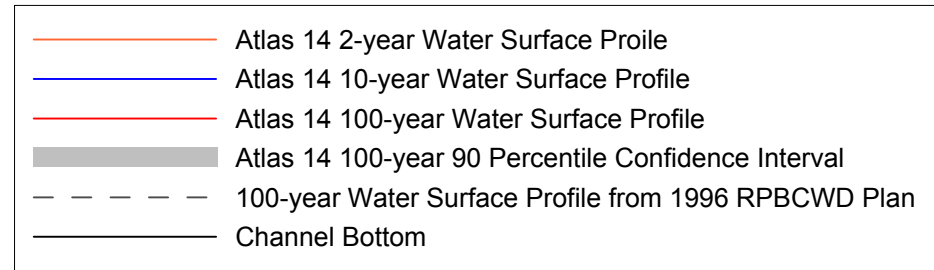 Atlas 14 2-year Water Surface Proile
Atlas 14 10-year Water Surface Profile
Atlas 14 100-year Water Surface Profile
Atlas 14 100-year 90 Percentile Confidence Interval
100-year Water Surface Profile from 1996 RPBCWD Plan
Channel Bottom